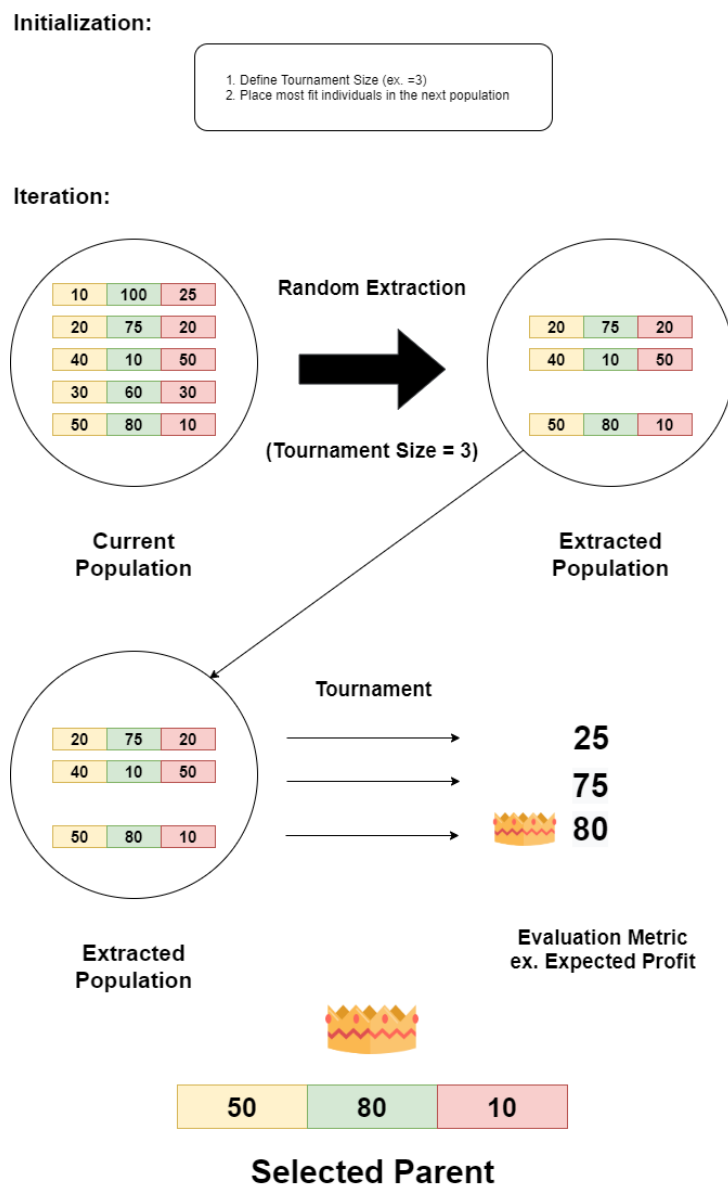 Initialization:
1. Define Tournament Size (ex. =3)
2. Place most fit individuals in the next population
Iteration:
10 100 25
20 75 20
40 10 50
30 60 30
50 80 10
Random Extraction
(Tournament Size = 3)
20 75 20
40 10 50
50 80 10
Current
Population
Extracted
Population
Tournament
20 75 20
40 10 50
50 80 10
25
75
80
Extracted
Population
Evaluation Metric
ex. Expected Profit
50 80 10
Selected Parent